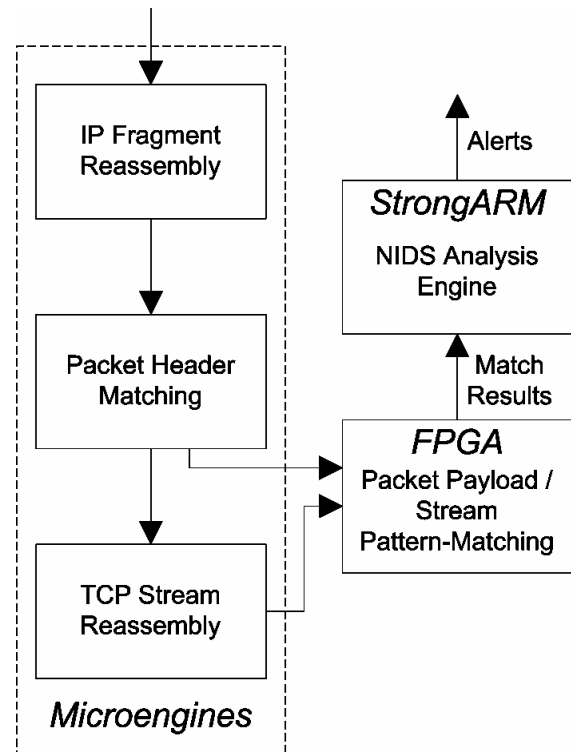 IP Fragment
Reassembly
Packet Header
Matching
TCP Stream
Reassembly
Microengines
Alerts
StrongARM
NIDS Analysis
Engine
Match
Results
FPGA
Packet Payload /
Stream
Pattern-Matching